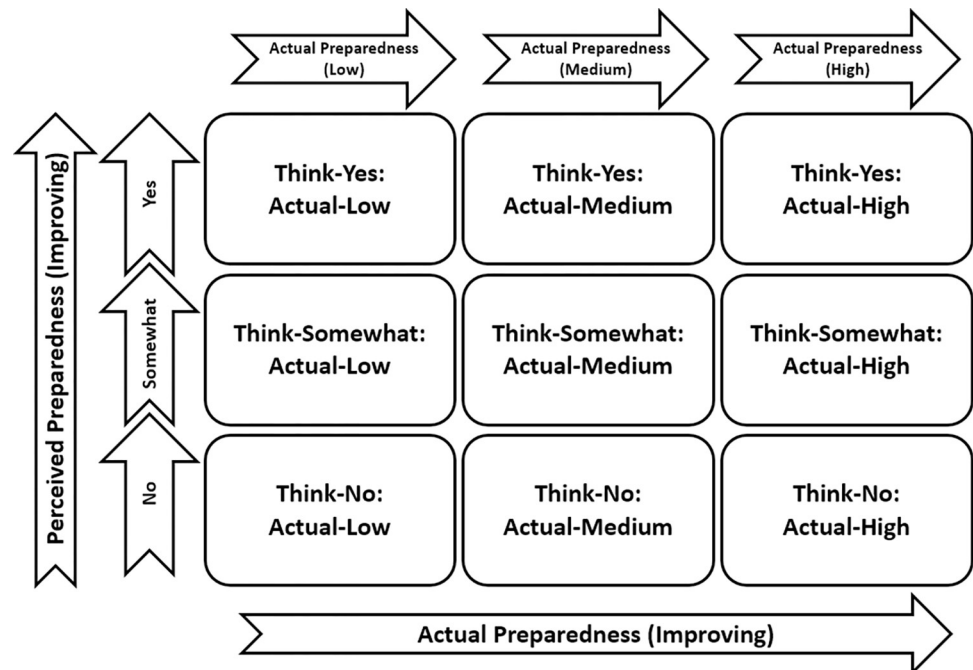 Actual Preparedness
(Low)
Actual Preparedness
(Medium)
Actual Preparedness
(High)
Perceived Preparedness (Improving)
Yes
Think-Yes:
Actual-Low
Think-Yes:
Actual-Medium
Think-Yes:
Actual-High
Somewhat
Think-Somewhat:
Actual-Low
Think-Somewhat:
Actual-Medium
Think-Somewhat:
Actual-High
No
Think-No:
Actual-Low
Think-No:
Actual-Medium
Think-No:
Actual-High
Actual Preparedness (Improving)